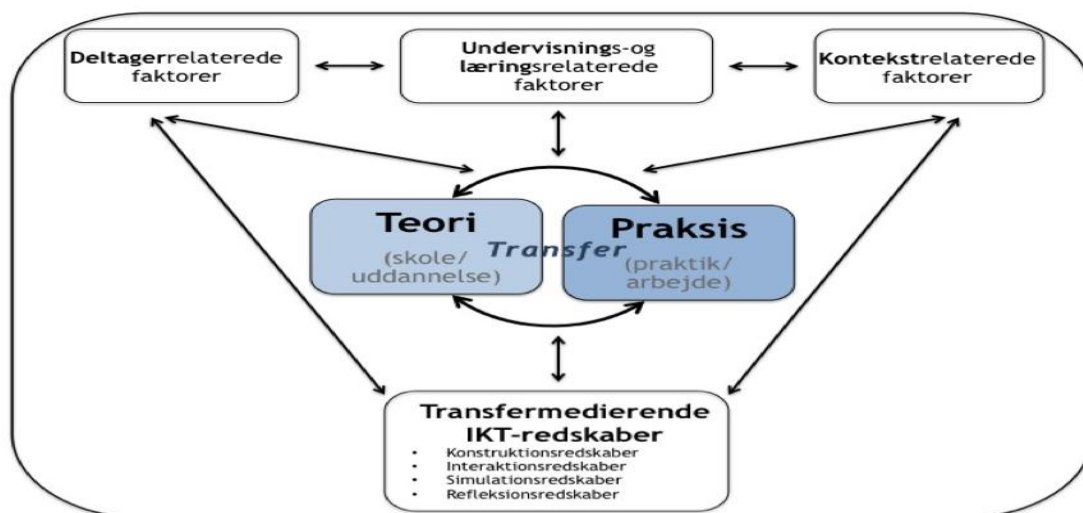 Deltagerrelaterede
faktorer
Undervisnings-og
læringsrelaterede
faktorer
Kontekstrelaterede
faktorer
Teori
(skole/
uddannelse)
Transfer
Praksis
(praktik/
arbejde)
Transfermedierende
IKT-redskaber
• Konstruktionsredskaber
• Interaktionsredskaber
• Simulationsredskaber
• Refleksionsredskaber